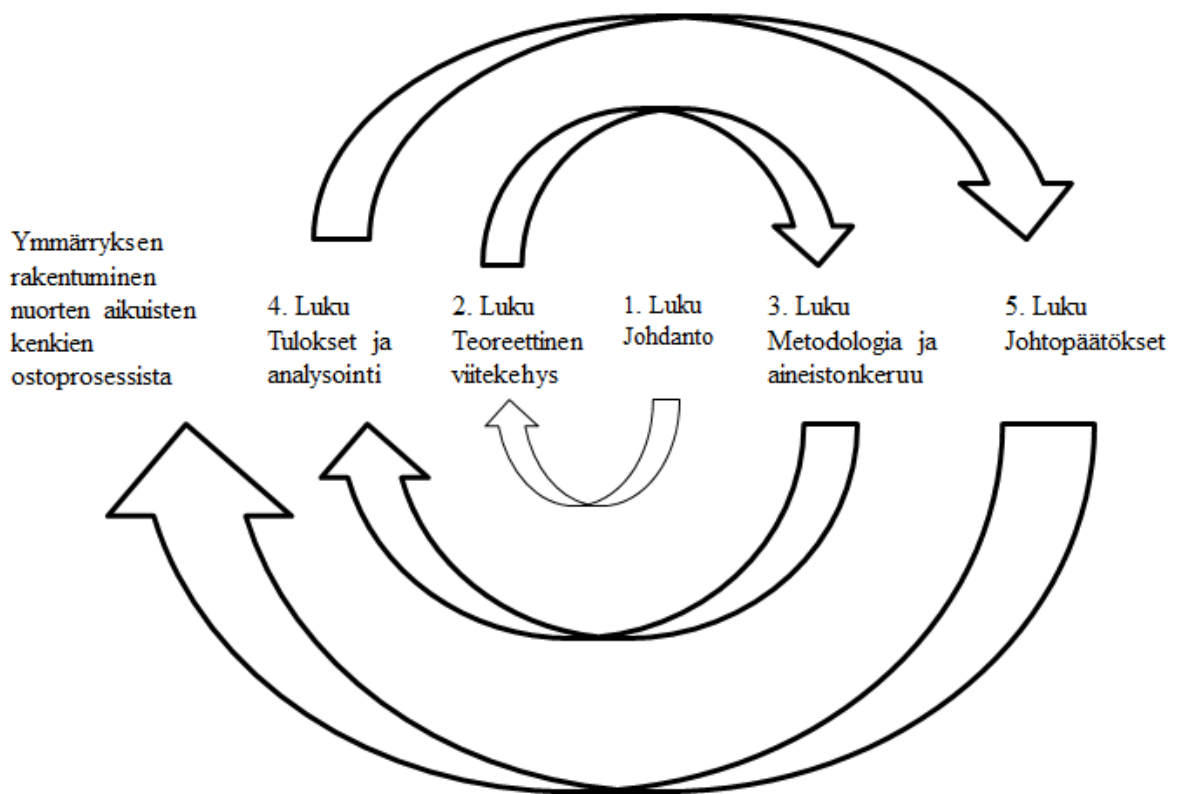 Ymmärryksen
rakentuminen
nuorten aikuisten
kenkien
ostoprosessista
4. Luku
Tulokset ja
analysointi
2. Luku
Teoreettinen
viitekehys
1. Luku
Johdanto
3. Luku
Metodologia ja
aineistonkeruu
5. Luku
Johtopäätökset